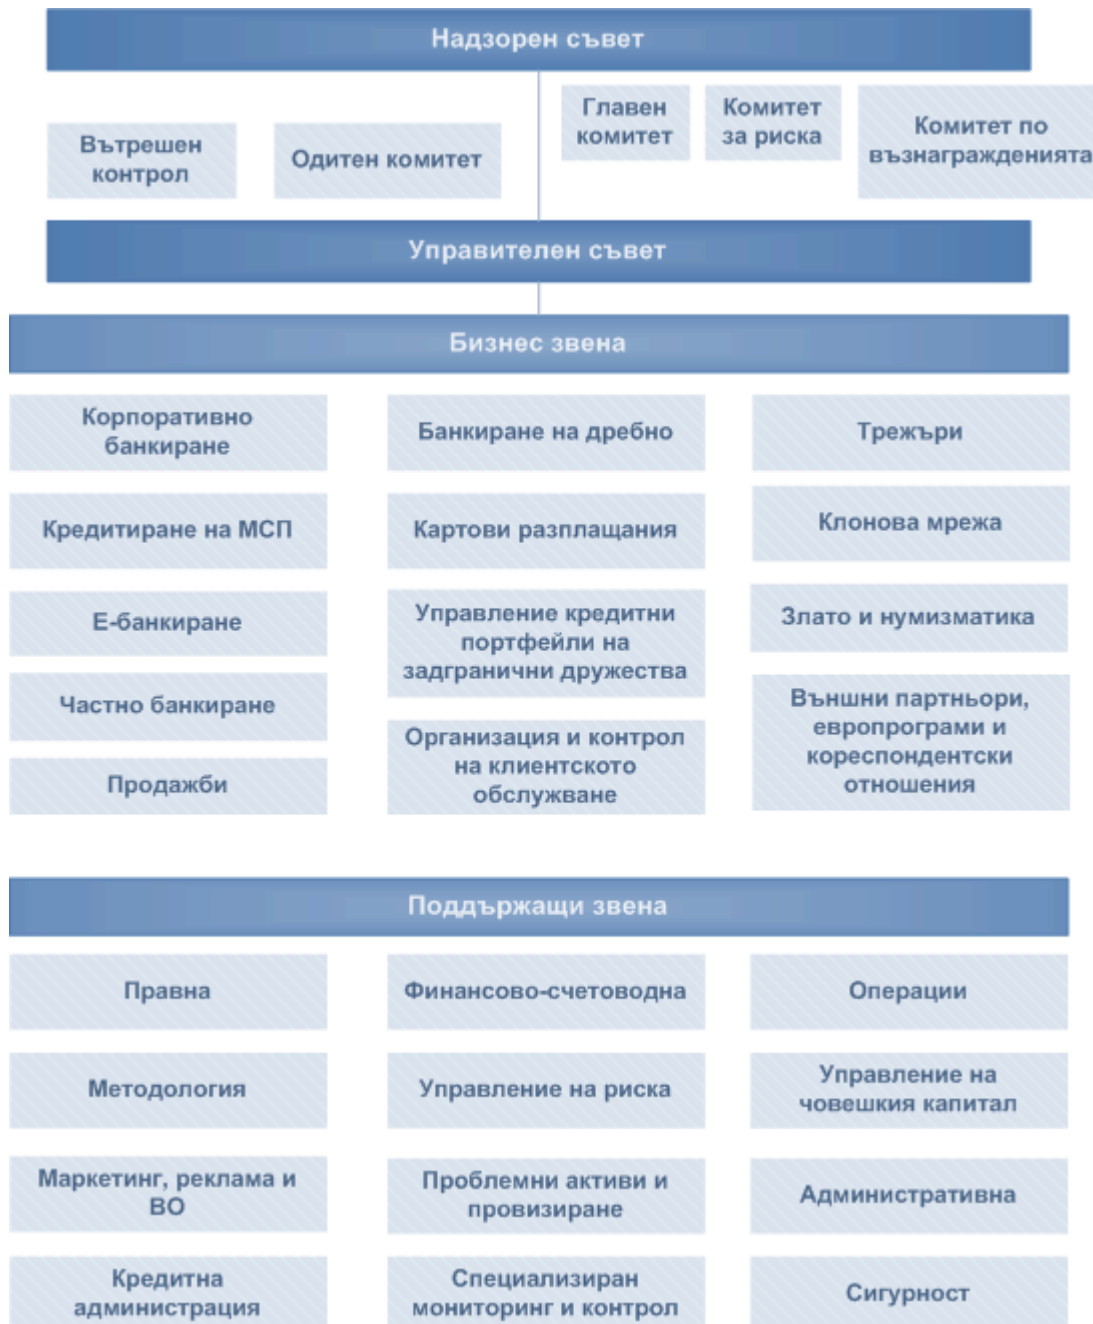 Надзорен съвет
Вътрешен
контрол
Одитен комитет
Главен
комитет
Комитет
за риска
Комитет по
възнагражденията
Управителен съвет
Бизнес звена
Корпоративно
банкиране
Банкиране на дребно
Трежъри
Кредитиране на МСП
Картови разплащания
Клонова мрежа
Е-банкиране
Управление кредитни
портфейли на
задгранични дружества
Злато и нумизматика
Частно банкиране
Организация и контрол
на клиентското
обслужване
Външни партньори,
европрограми и
кореспондентски
отношения
Продажби
Поддържащи звена
Правна
Финансово-счетоводна
Операции
Методология
Управление на риска
Управление на
човешкия капитал
Маркетинг, реклама и
ВО
Проблемни активи и
провизиране
Административна
Кредитна
администрация
Специализиран
мониторинг и контрол
Сигурност